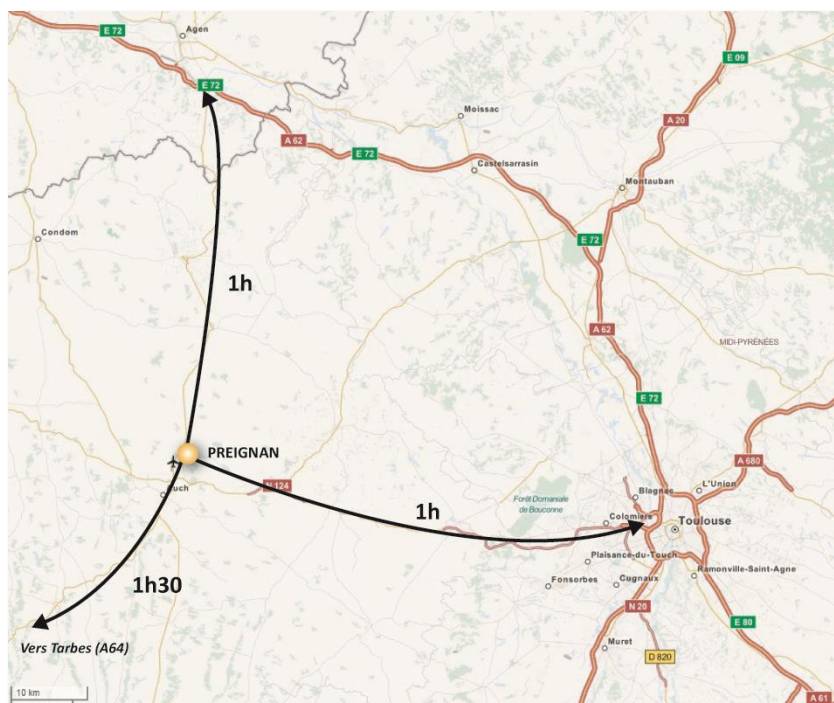 E 72
Agen
E 09
E 72
Moissac
A 20
A 62
E 72
Castelsarrasin
Montauban
Condom
E 72
1h
A 62
MIDI-PYRÉNÉES
E 72
PREIGNAN
A 680
Auch
N 124
L'Union
Blagnac
Forêt Domaniale
de Bouconne
1h
Colomiers
Toulouse
Plaisance-du-Touch
Ramonville-Saint-Agne
1h30
Fonsorbes
Cugnaux
N 20
E 80
Vers Tarbes (A64)
Muret
D 820
10 km
A 61